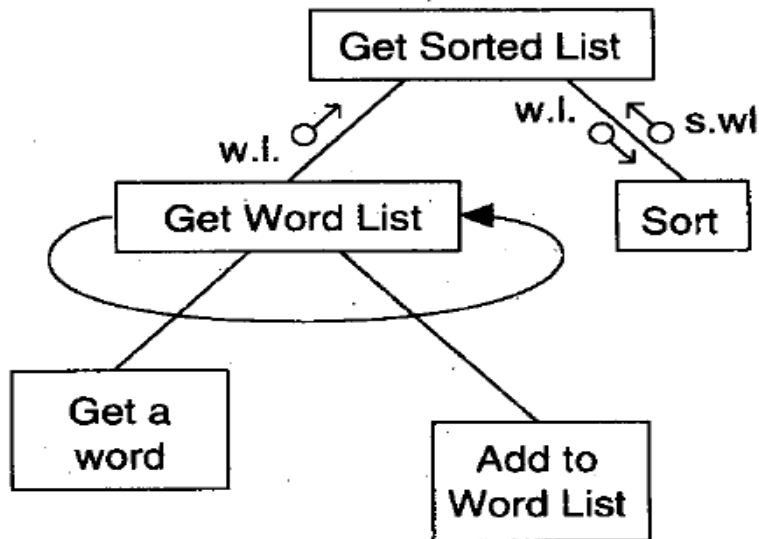 Get Sorted List
w.l.
w.l.
s.wl
Get Word List
Sort
Get a
word
Add to
Word List